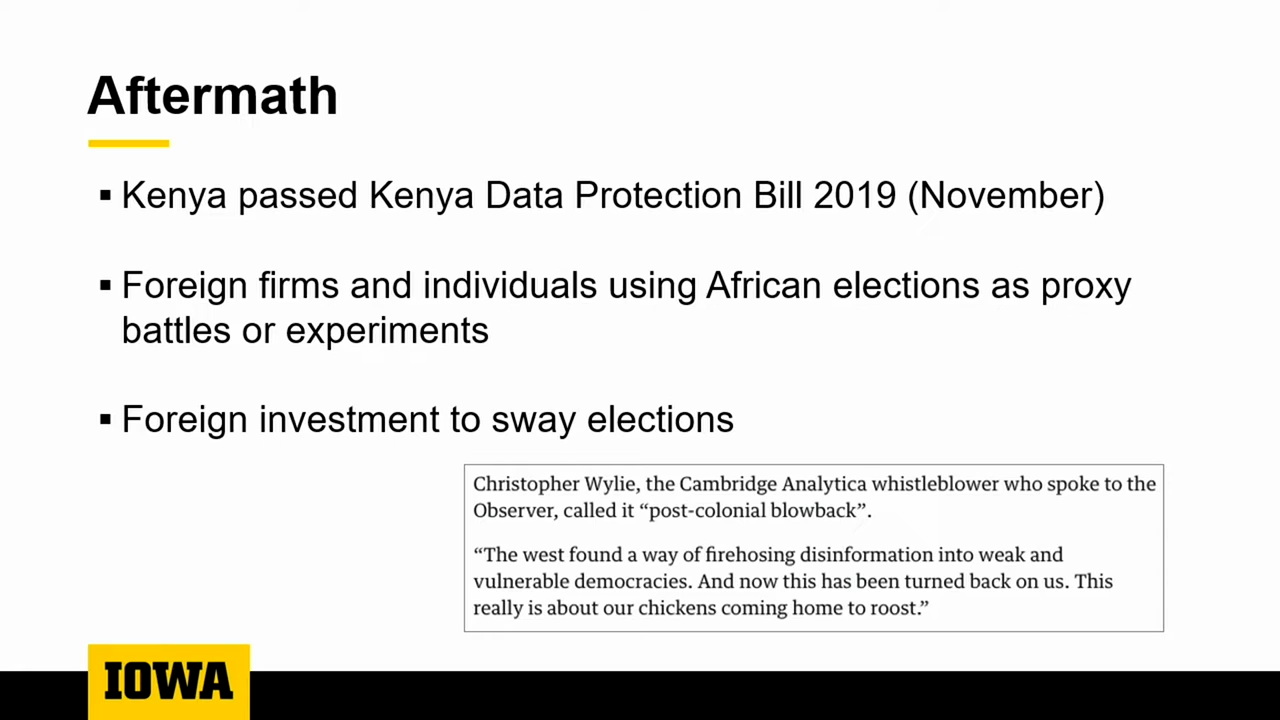 Aftermath
▪ Kenya passed Kenya Data Protection Bill 2019 (November)
▪ Foreign firms and individuals using African elections as proxy
battles or experiments
▪ Foreign investment to sway elections
Christopher Wylie, the Cambridge Analytica whistleblower who spoke to the
Observer, called it “post-colonial blowback”.
“The west found a way of firehosing disinformation into weak and
vulnerable democracies. And now this has been turned back on us. This
really is about our chickens coming home to roost.”
IOWA